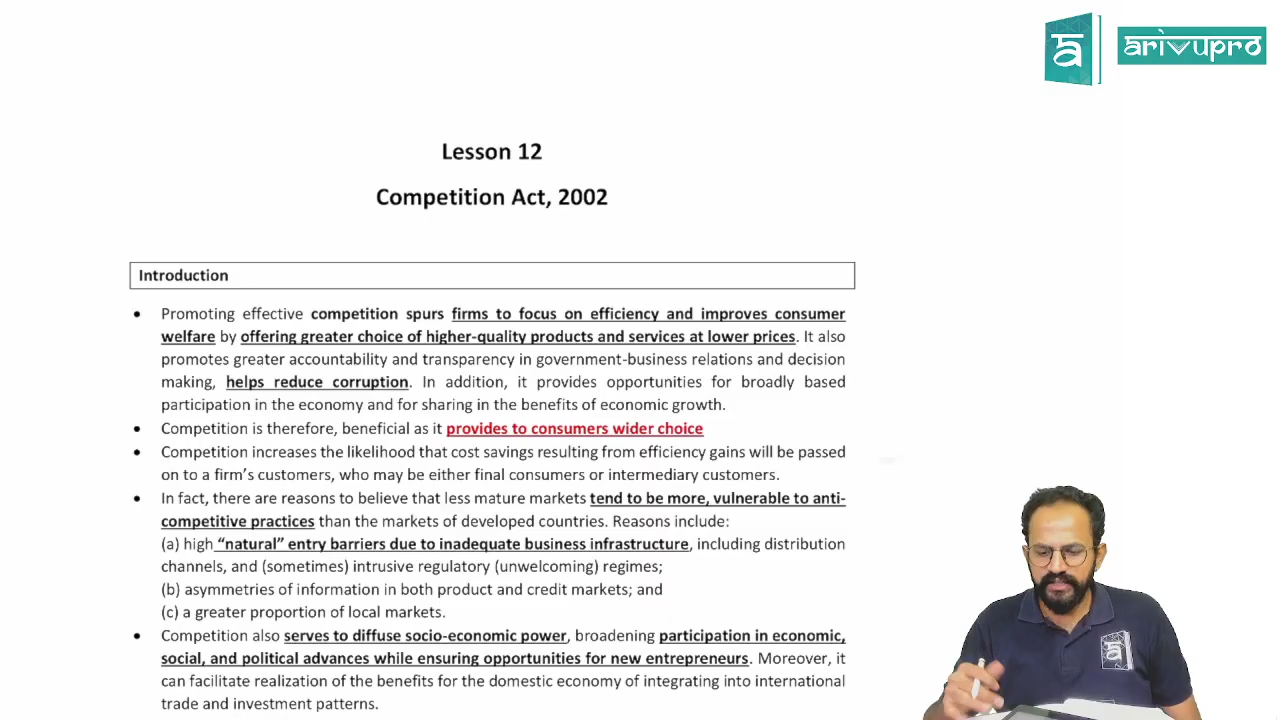 arivupro
Lesson 12
Competition Act, 2002
Introduction
• Promoting effective competition spurs firms to focus on efficiency and improves consumer
welfare by offering greater choice of higher-quality products and services at lower prices. It also
promotes greater accountability and transparency in government-business relations and decision
making, helps reduce corruption. In addition, it provides opportunities for broadly based
participation in the economy and for sharing in the benefits of economic growth.
• Competition is therefore, beneficial as it provides to consumers wider choice
• Competition increases the likelihood that cost savings resulting from efficiency gains will be passed
on to a firm's customers, who may be either final consumers or intermediary customers.
• In fact, there are reasons to believe that less mature markets tend to be more, vulnerable to anti-
competitive practices than the markets of developed countries. Reasons include:
(a) high “natural” entry barriers due to inadequate business infrastructure, including distribution
channels, and (sometimes) intrusive regulatory (unwelcoming) regimes;
(b) asymmetries of information in both product and credit markets; and
(c) a greater proportion of local markets.
• Competition also serves to diffuse socio-economic power, broadening participation in economic,
social, and political advances while ensuring opportunities for new entrepreneurs. Moreover, it
can facilitate realization of the benefits for the domestic economy of integrating into international
trade and investment patterns.